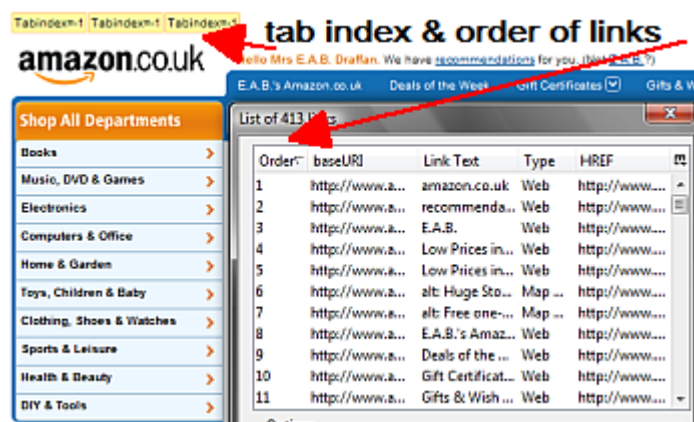 Tabindex=-1 Tabindex=-1 Tabindex=-1
tab index & order of links
amazon.co.uk
Hello Mrs E.A.B. Draffan. We have recommendations for you. (Not E.A.B.?)
E.A.B.'s Amazon.co.uk Deals of the Week Gift Certificates Gifts & W
Shop All Departments
Books
Music, DVD & Games
Electronics
Computers & Office
Home & Garden
Toys, Children & Baby
Clothing, Shoes & Watches
Sports & Leisure
Health & Beauty
DIY & Tools
List of 413 links
Order baseURI Link Text Type HREF
1 http://www.a... amazon.co.uk Web http://www....
2 http://www.a... recommenda... Web http://www....
3 http://www.a... E.A.B. Web http://www....
4 http://www.a... Low Prices in... Web http://www....
5 http://www.a... Low Prices in... Web http://www....
6 http://www.a... alt: Huge Sto... Map ... http://www....
7 http://www.a... alt: Free one-... Map ... http://www....
8 http://www.a... E.A.B.'s Amaz... Web http://www....
9 http://www.a... Deals of the ... Web http://www....
10 http://www.a... Gift Certificat... Web http://www....
11 http://www.a... Gifts & Wish ... Web http://www....